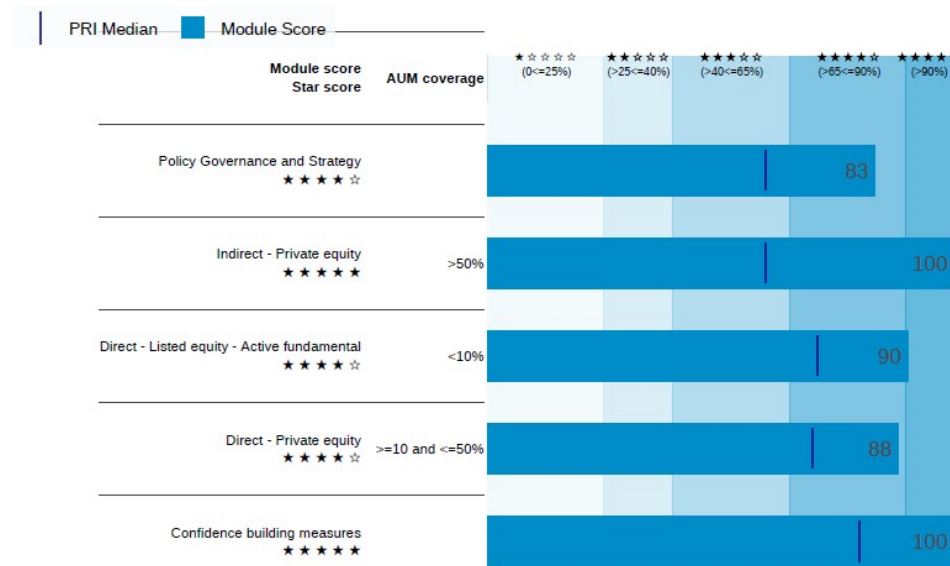 PRI Median Module Score
Module score
Star score
AUM coverage
★☆☆☆☆
(0<=25%)
★★☆☆☆
(>25<=40%)
★★★☆☆
(>40<=65%)
★★★★☆
(>65<=90%)
★★★★
(>90%)
Policy Governance and Strategy
★★★★☆
83
Indirect - Private equity
★★★★★
>50%
100
Direct - Listed equity - Active fundamental
★★★★☆
<10%
90
Direct - Private equity
★★★★☆
>=10 and <=50%
88
Confidence building measures
★★★★★
100